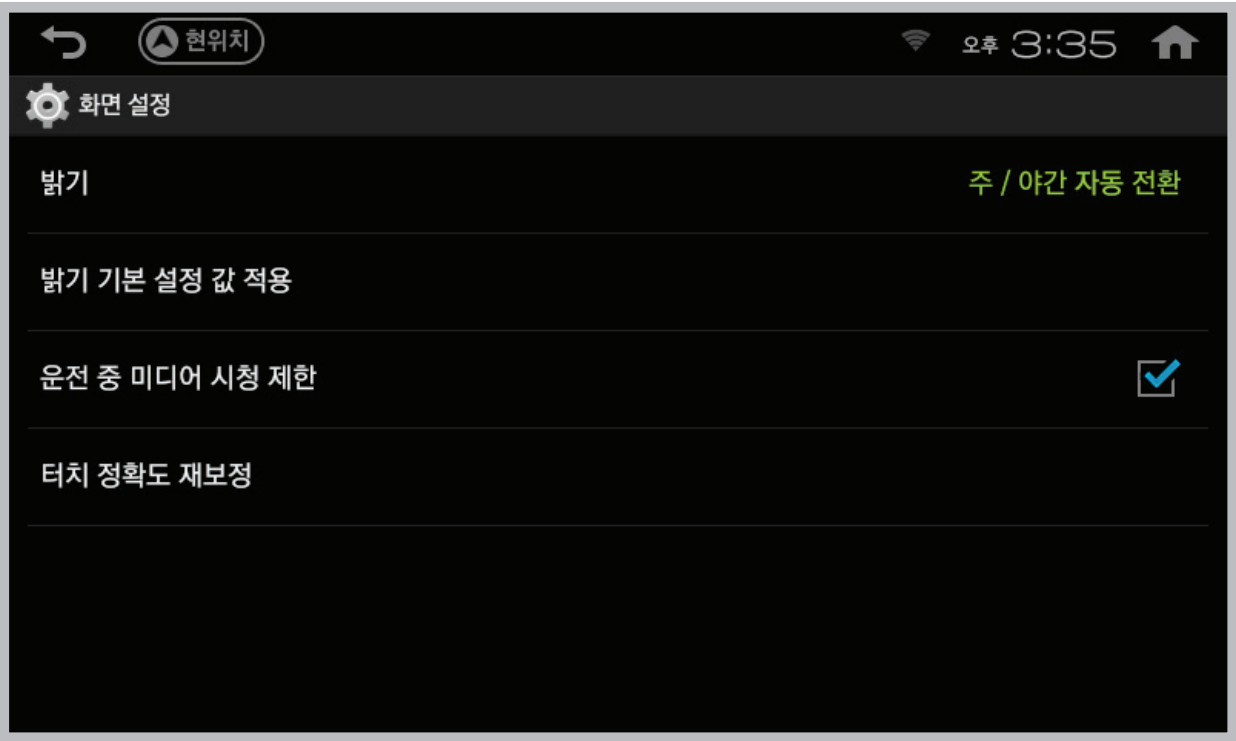 현위치
오후 3:35
화면 설정
밝기
주 / 야간 자동 전환
밝기 기본 설정 값 적용
운전 중 미디어 시청 제한
터치 정확도 재보정